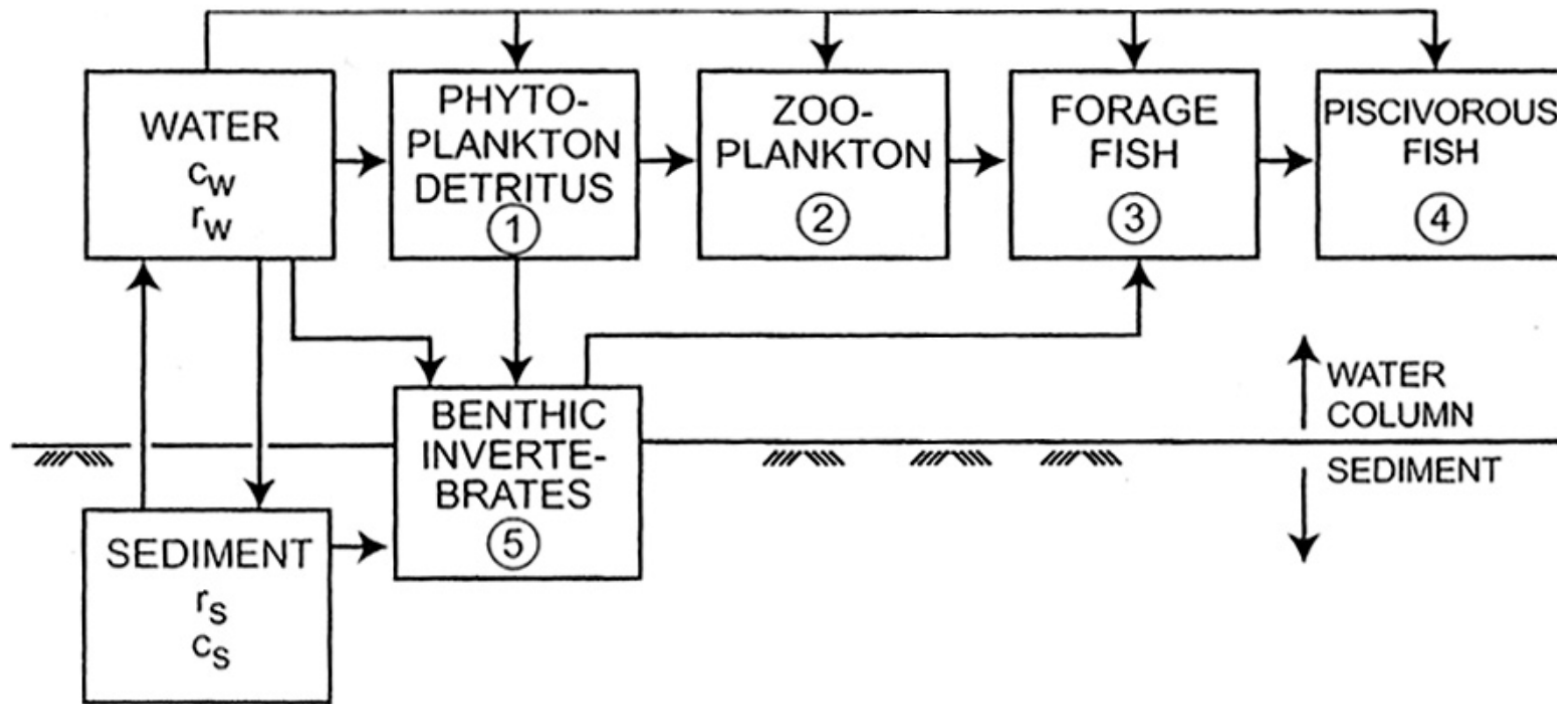 WATER
cW
rW
PHYTO-
PLANKTON
DETRITUS
1
ZOO-
PLANKTON
2
FORAGE
FISH
3
PISCIVOROUS
FISH
4
BENTHIC
INVERTE-
BRATES
5
WATER
COLUMN
SEDIMENT
SEDIMENT
rS
cS